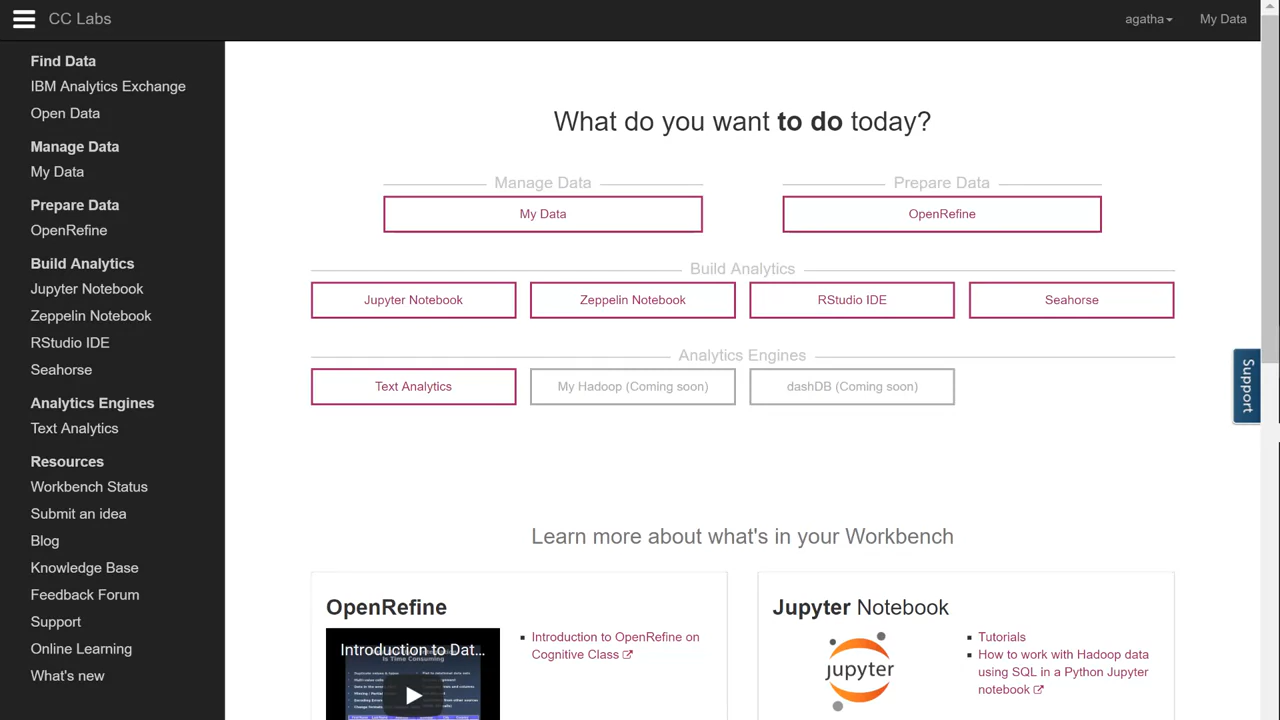 CC Labs
agatha
My Data
Find Data
IBM Analytics Exchange
Open Data
Manage Data
My Data
Prepare Data
OpenRefine
Build Analytics
Jupyter Notebook
Zeppelin Notebook
RStudio IDE
Seahorse
Analytics Engines
Text Analytics
Resources
Workbench Status
Submit an idea
Blog
Knowledge Base
Feedback Form
Support
Online Learning
What's new
What do you want to do today?
Manage Data
Prepare Data
My Data
OpenRefine
Build Analytics
Jupyter Notebook
Zeppelin Notebook
RStudio IDE
Seahorse
Analytics Engines
Text Analytics
My Hadoop (Coming soon)
dashDB (Coming soon)
Support
Learn more about what's in your Workbench
OpenRefine
Introduction to Dat...
Is Time Consuming
Introduction to OpenRefine on
Cognitive Class
Jupyter Notebook
jupyter
Tutorials
How to work with Hadoop data
using SQL in a Python Jupyter
notebook